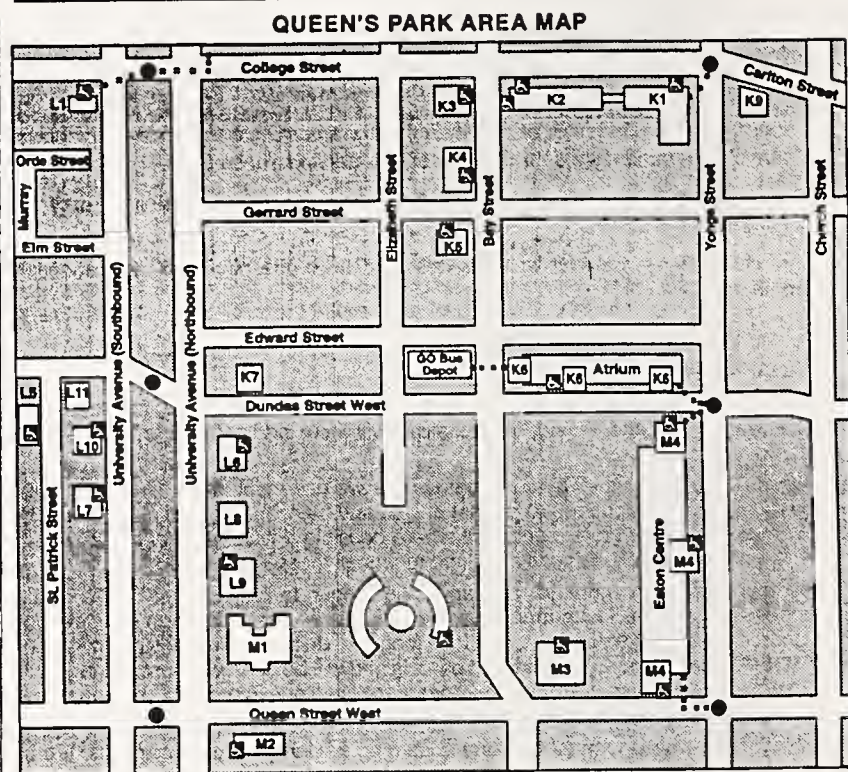 QUEEN'S PARK AREA MAP
College Street
Carlton Street
L1
K3
K2
K1
K9
Orde Street
K4
Murray
Elizabeth Street
Bay Street
Yonge Street
Church Street
Gerrard Street
Elm Street
K5
University Avenue (Southbound)
University Avenue (Northbound)
Edward Street
GO Bus
Depot
K6
K6
Atrium
K6
K7
L5
L11
Dundas Street West
L10
L6
M4
L7
L8
St. Patrick Street
Eaton Centre
M4
L9
M1
M3
M4
Queen Street West
M2